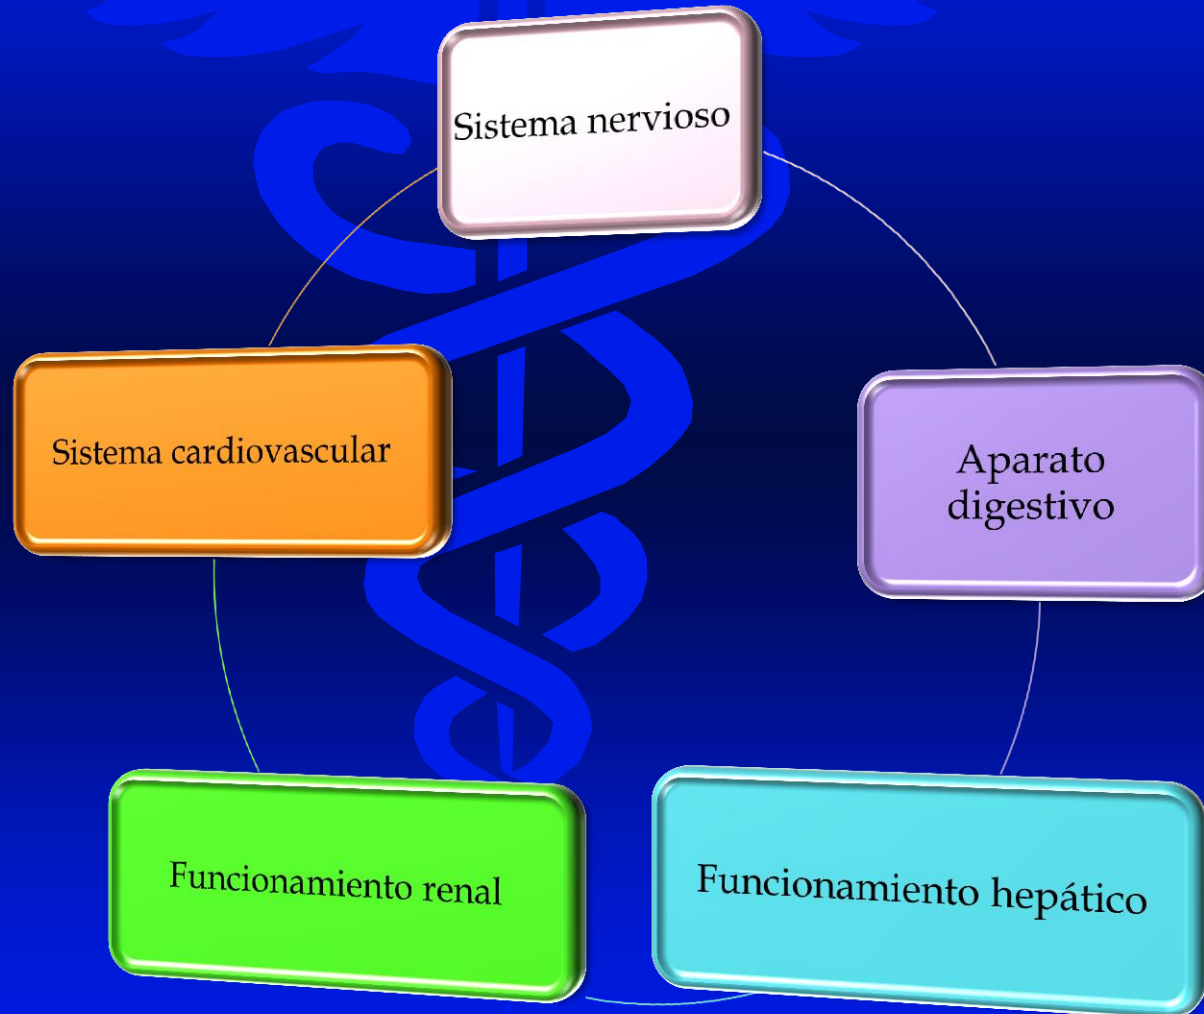 Sistema nervioso
Sistema cardiovascular
Aparato
digestivo
Funcionamiento renal
Funcionamiento hepático